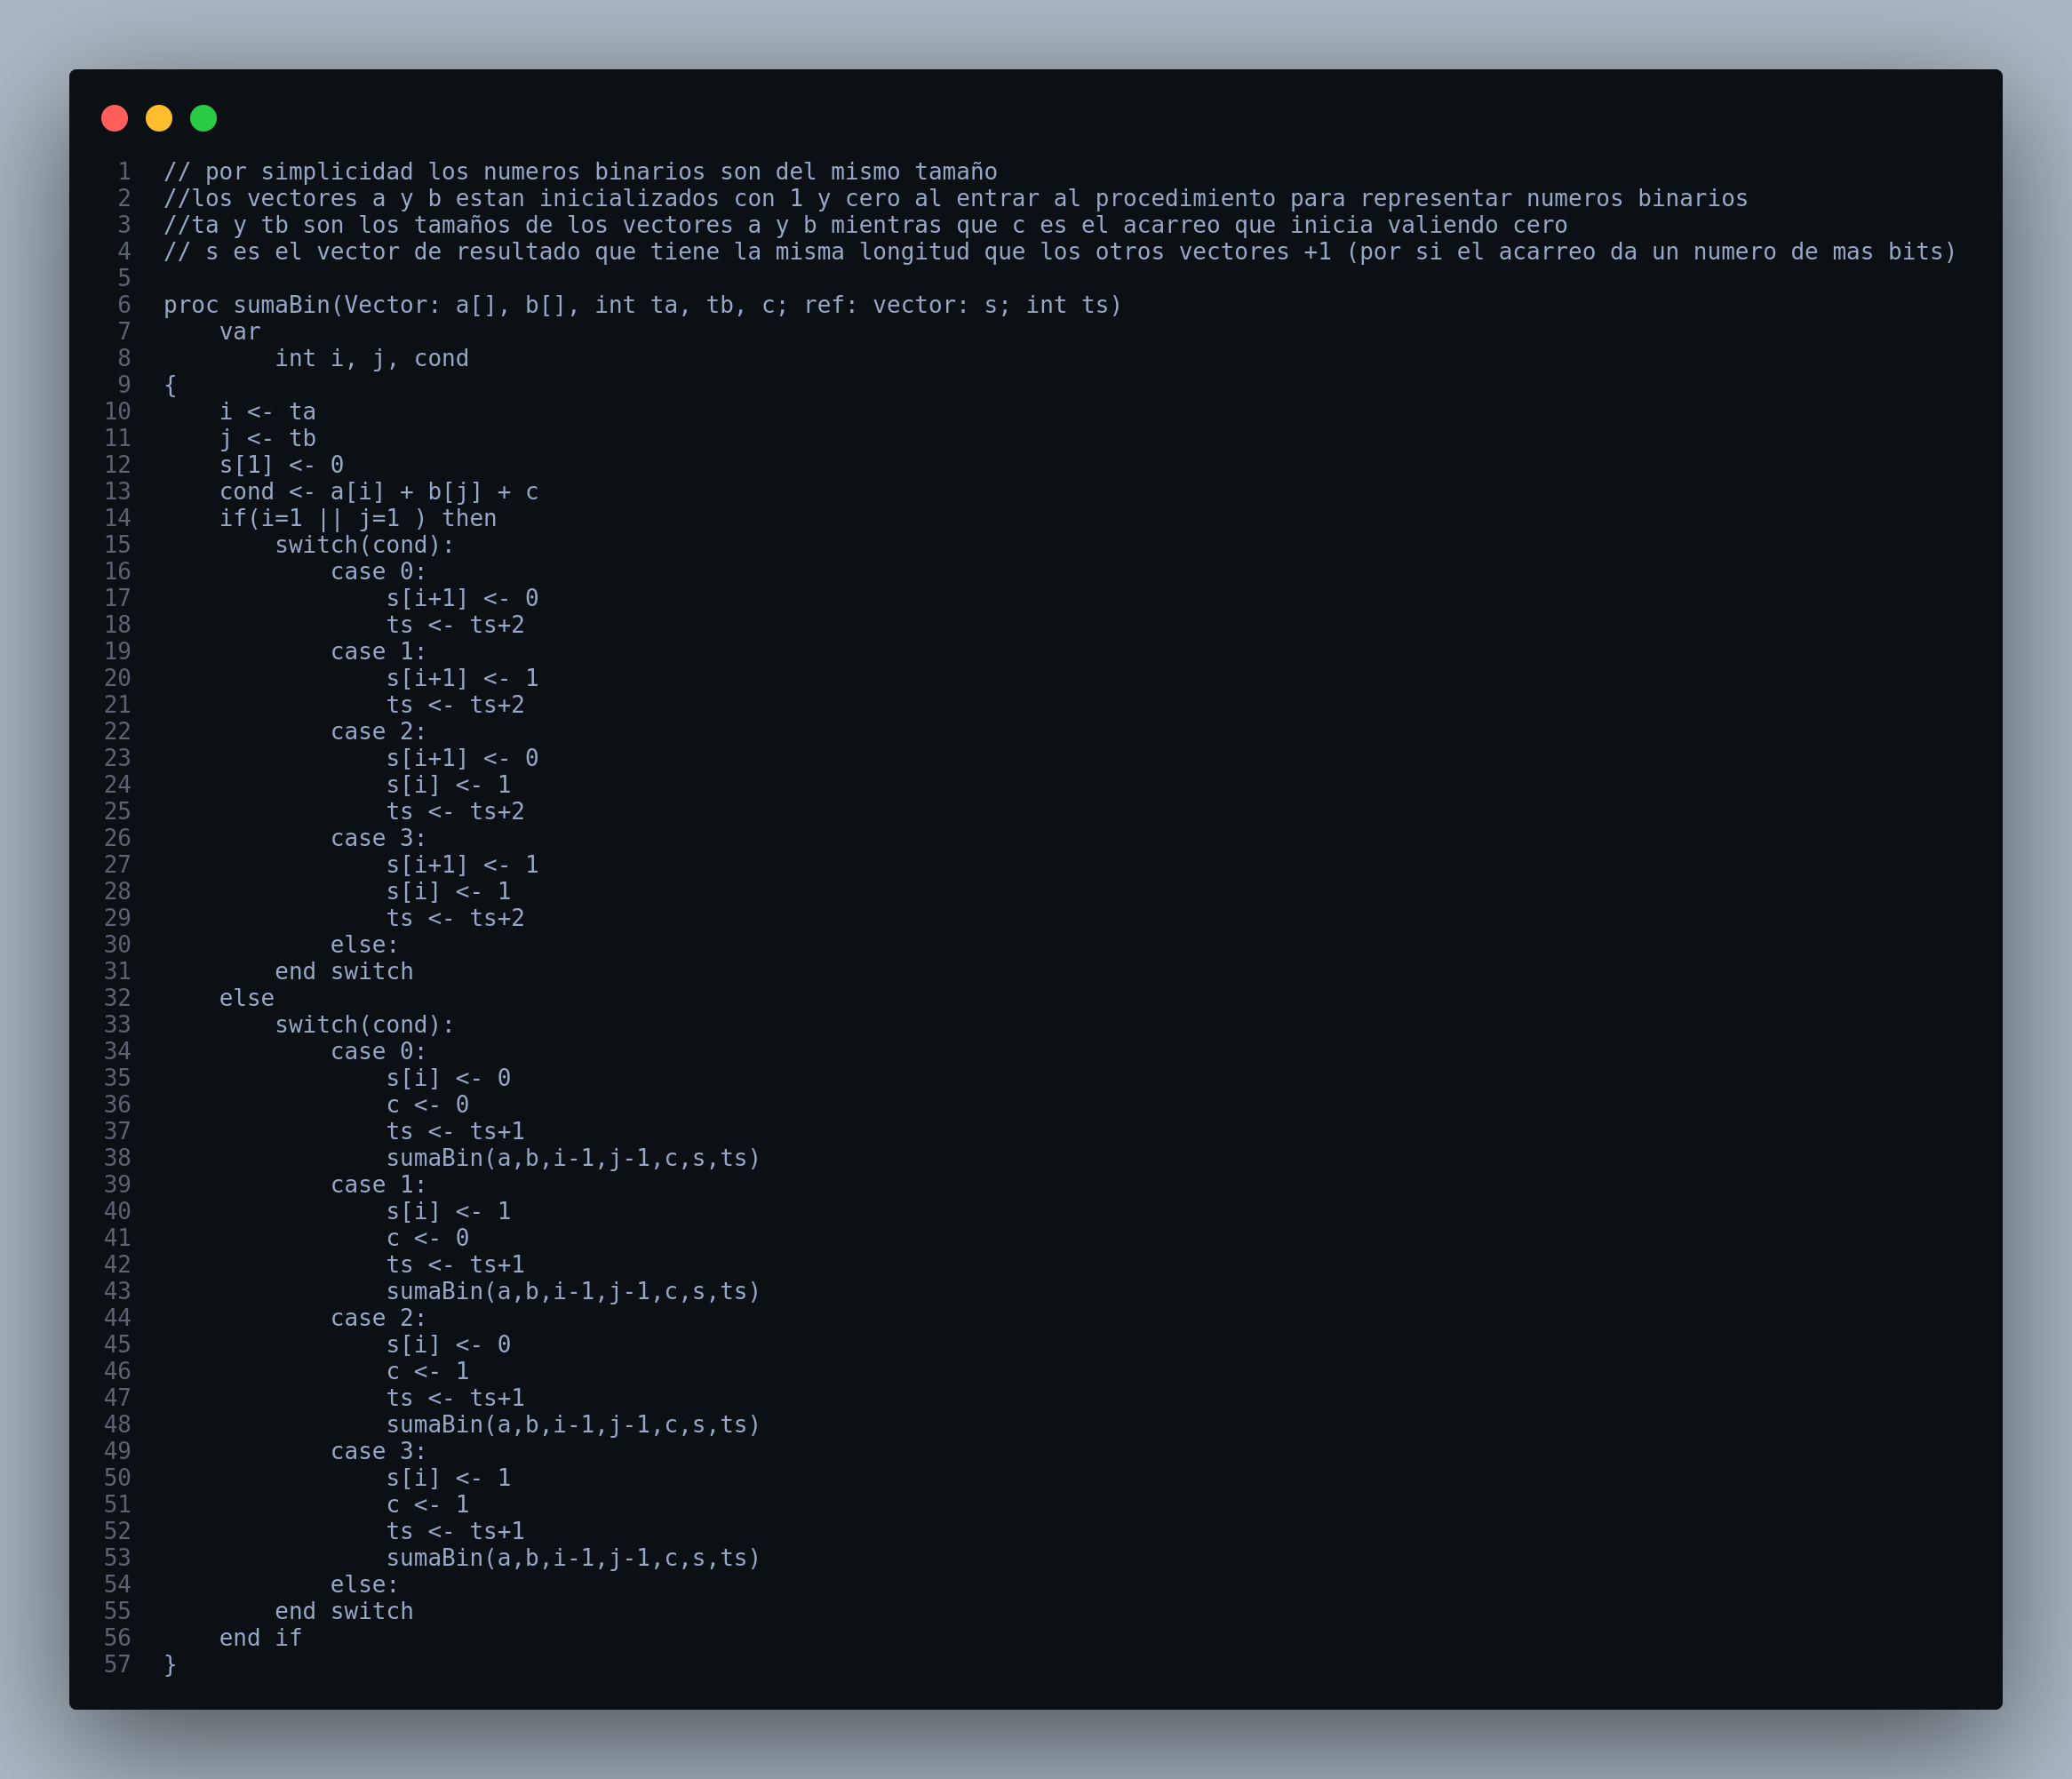 1 // por simplicidad los numeros binarios son del mismo tamaño
2 //los vectores a y b estan inicializados con 1 y cero al entrar al procedimiento para representar numeros binarios
3 //ta y tb son los tamaños de los vectores a y b mientras que c es el acarreo que inicia valiendo cero
4 // s es el vector de resultado que tiene la misma longitud que los otros vectores +1 (por si el acarreo da un numero de mas bits)
5
6 proc sumaBin(Vector: a[], b[], int ta, tb, c; ref: vector: s; int ts)
7     var
8         int i, j, cond
9 {
10     i <- ta
11     j <- tb
12     s[1] <- 0
13     cond <- a[i] + b[j] + c
14     if(i=1 || j=1 ) then
15         switch(cond):
16             case 0:
17                 s[i+1] <- 0
18                 ts <- ts+2
19             case 1:
20                 s[i+1] <- 1
21                 ts <- ts+2
22             case 2:
23                 s[i+1] <- 0
24                 s[i] <- 1
25                 ts <- ts+2
26             case 3:
27                 s[i+1] <- 1
28                 s[i] <- 1
29                 ts <- ts+2
30             else:
31         end switch
32     else
33         switch(cond):
34             case 0:
35                 s[i] <- 0
36                 c <- 0
37                 ts <- ts+1
38                 sumaBin(a,b,i-1,j-1,c,s,ts)
39             case 1:
40                 s[i] <- 1
41                 c <- 0
42                 ts <- ts+1
43                 sumaBin(a,b,i-1,j-1,c,s,ts)
44             case 2:
45                 s[i] <- 0
46                 c <- 1
47                 ts <- ts+1
48                 sumaBin(a,b,i-1,j-1,c,s,ts)
49             case 3:
50                 s[i] <- 1
51                 c <- 1
52                 ts <- ts+1
53                 sumaBin(a,b,i-1,j-1,c,s,ts)
54             else:
55         end switch
56     end if
57 }